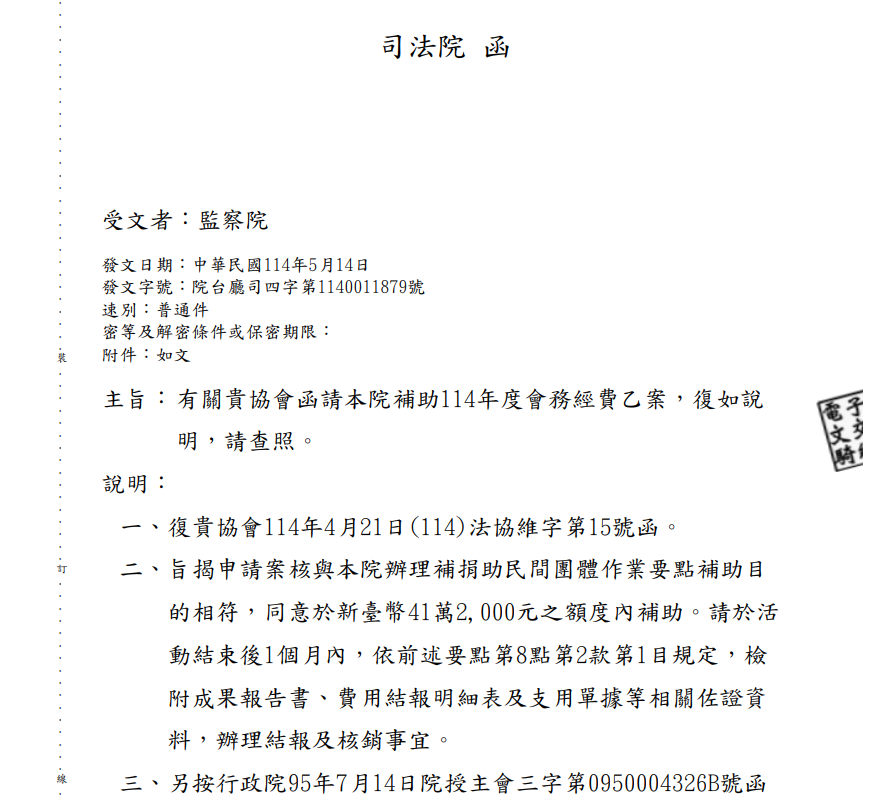 司法院 函
受文者：監察院
發文日期：中華民國114年5月14日
發文字號：院台廳司四字第1140011879號
速別：普通件
密等及解密條件或保密期限：
附件：如文
主旨：有關貴協會函請本院補助114年度會務經費乙案，復如說
明，請查照。
說明：
一、復貴協會114年4月21日(114)法協維字第15號函。
二、旨揭申請案核與本院辦理補捐助民間團體作業要點補助目
的相符，同意於新臺幣41萬2,000元之額度內補助。請於活
動結束後1個月內，依前述要點第8點第2款第1目規定，檢
附成果報告書、費用結報明細表及支用單據等相關佐證資
料，辦理結報及核銷事宜。
三、另按行政院95年7月14日院授主會三字第0950004326B號函
裝
訂
線
電子
文交
騎